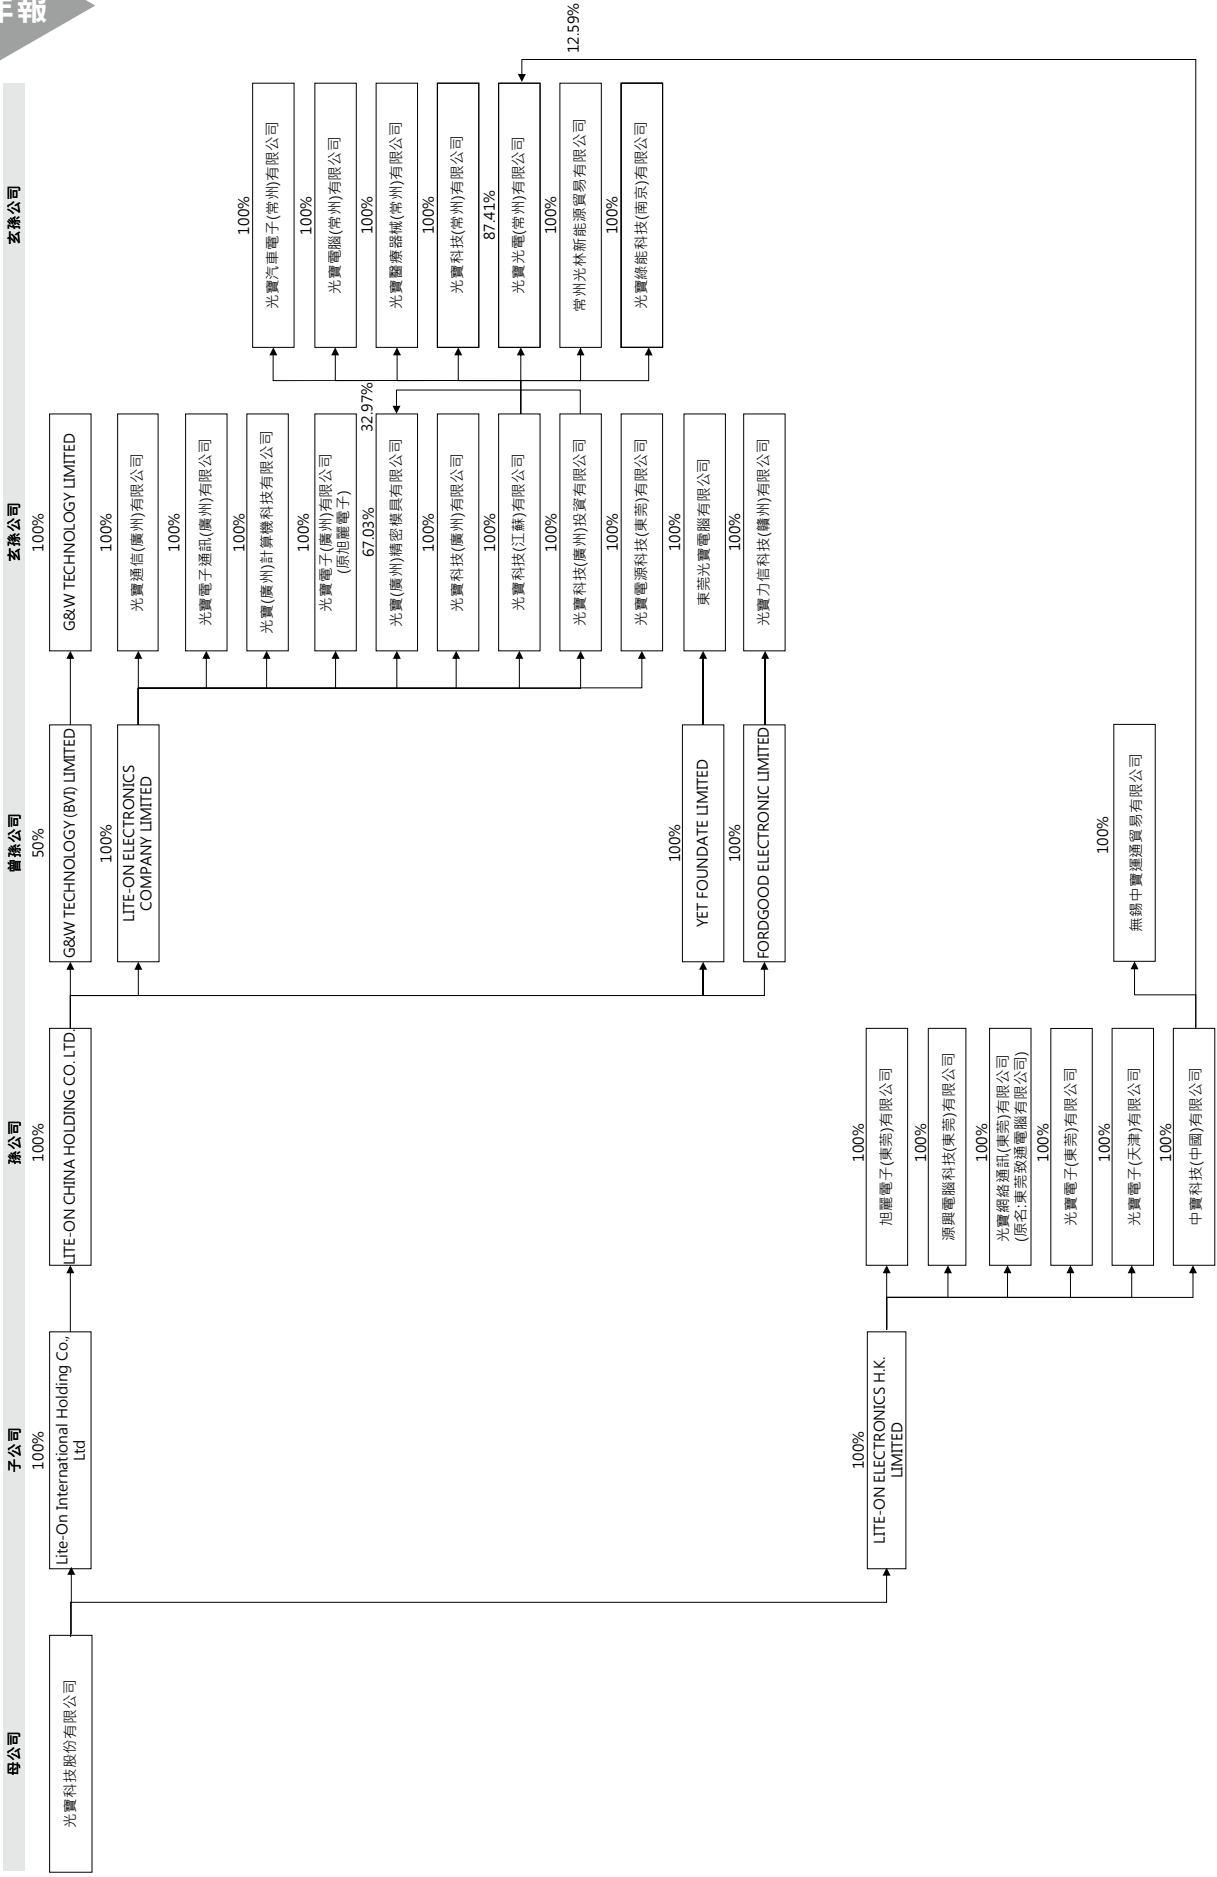 年報
母公司
子公司
孫公司
曾孫公司
玄孫公司
玄孫公司
光寶科技股份有限公司
100%
Lite-On International Holding Co.,
Ltd
100%
LITE-ON CHINA HOLDING CO. LTD.
50%
G&W TECHNOLOGY (BVI) LIMITED
100%
G&W TECHNOLOGY LIMITED
100%
LITE-ON ELECTRONICS
COMPANY LIMITED
100%
光寶通信(廣州)有限公司
100%
光寶電子通訊(廣州)有限公司
100%
光寶(廣州)計算機科技有限公司
100%
光寶電子(廣州)有限公司
(原旭麗電子)
67.03%
32.97%
光寶(廣州)精密模具有限公司
100%
光寶科技(廣州)有限公司
100%
光寶科技(江蘇)有限公司
100%
光寶科技(廣州)投資有限公司
100%
光寶電源科技(東莞)有限公司
100%
光寶汽車電子(常州)有限公司
100%
光寶電腦(常州)有限公司
100%
光寶醫療器械(常州)有限公司
100%
光寶科技(常州)有限公司
87.41%
12.59%
光寶光電(常州)有限公司
100%
常州光林新能源貿易有限公司
100%
光寶綠能科技(南京)有限公司
100%
YET FOUNDATE LIMITED
100%
東莞光寶電腦有限公司
100%
FORDGOOD ELECTRONIC LIMITED
100%
光寶力信科技(贛州)有限公司
100%
LITE-ON ELECTRONICS H.K.
LIMITED
100%
旭麗電子(東莞)有限公司
100%
源興電腦科技(東莞)有限公司
100%
光寶網絡通訊(東莞)有限公司
(原名:東莞致通電腦有限公司)
100%
光寶電子(東莞)有限公司
100%
光寶電子(天津)有限公司
100%
中寶科技(中國)有限公司
100%
無錫中寶運通貿易有限公司